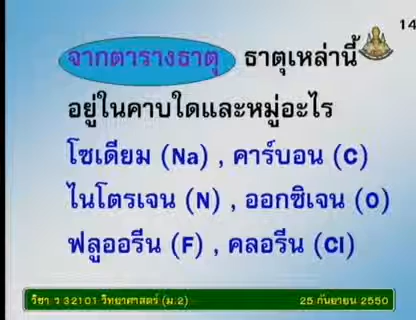 14
จากตารางธาตุ ธาตุเหล่านี้
อยู่ในคาบใดและหมู่อะไร
โซเดียม (Na) , คาร์บอน (C)
ไนโตรเจน (N) , ออกซิเจน (O)
ฟลูออรีน (F) , คลอรีน (Cl)
วิชา ว 32101 วิทยาศาสตร์ (ม.2) 25 กันยายน 2550